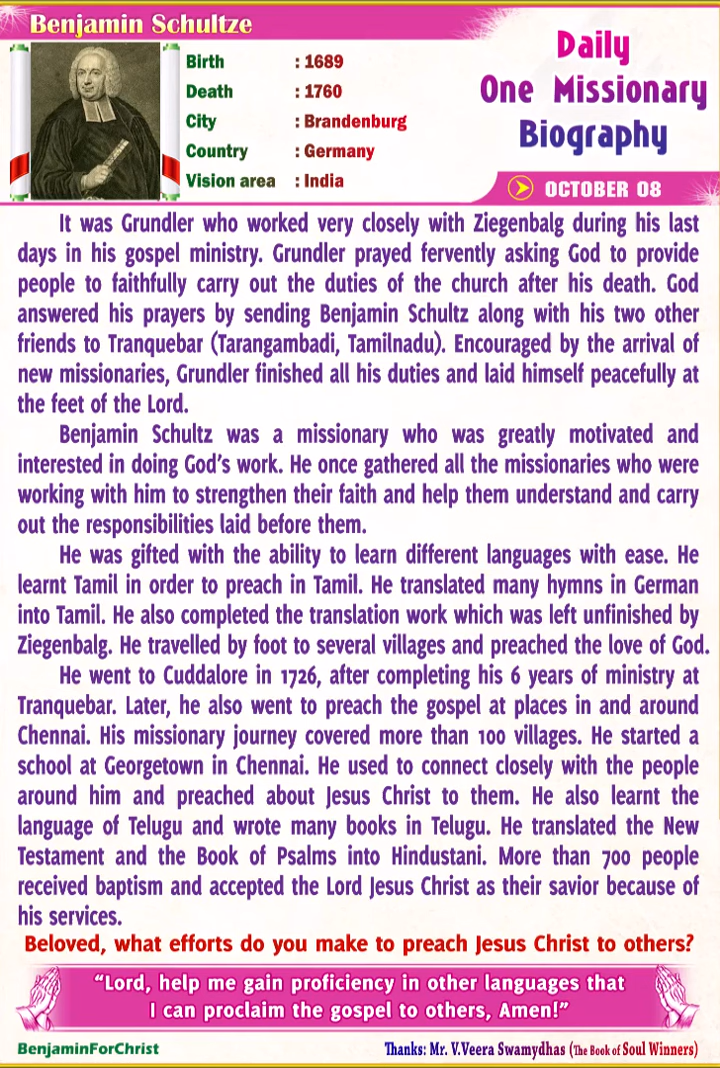 Benjamin Schultze
Birth : 1689
Death : 1760
City : Brandenburg
Country : Germany
Vision area : India
Daily
One Missionary
Biography
OCTOBER 08
It was Grundler who worked very closely with Ziegenbalg during his last
days in his gospel ministry. Grundler prayed fervently asking God to provide
people to faithfully carry out the duties of the church after his death. God
answered his prayers by sending Benjamin Schultz along with his two other
friends to Tranquebar (Tarangambadi, Tamilnadu). Encouraged by the arrival of
new missionaries, Grundler finished all his duties and laid himself peacefully at
the feet of the Lord.
Benjamin Schultz was a missionary who was greatly motivated and
interested in doing God's work. He once gathered all the missionaries who were
working with him to strengthen their faith and help them understand and carry
out the responsibilities laid before them.
He was gifted with the ability to learn different languages with ease. He
learnt Tamil in order to preach in Tamil. He translated many hymns in German
into Tamil. He also completed the translation work which was left unfinished by
Ziegenbalg. He travelled by foot to several villages and preached the love of God.
He went to Cuddalore in 1726, after completing his 6 years of ministry at
Tranquebar. Later, he also went to preach the gospel at places in and around
Chennai. His missionary journey covered more than 100 villages. He started a
school at Georgetown in Chennai. He used to connect closely with the people
around him and preached about Jesus Christ to them. He also learnt the
language of Telugu and wrote many books in Telugu. He translated the New
Testament and the Book of Psalms into Hindustani. More than 700 people
received baptism and accepted the Lord Jesus Christ as their savior because of
his services.
Beloved, what efforts do you make to preach Jesus Christ to others?
"Lord, help me gain proficiency in other languages that
I can proclaim the gospel to others, Amen!"
BenjaminForChrist
Thanks: Mr. V.Veera Swamydhas (The Book of Soul Winners)